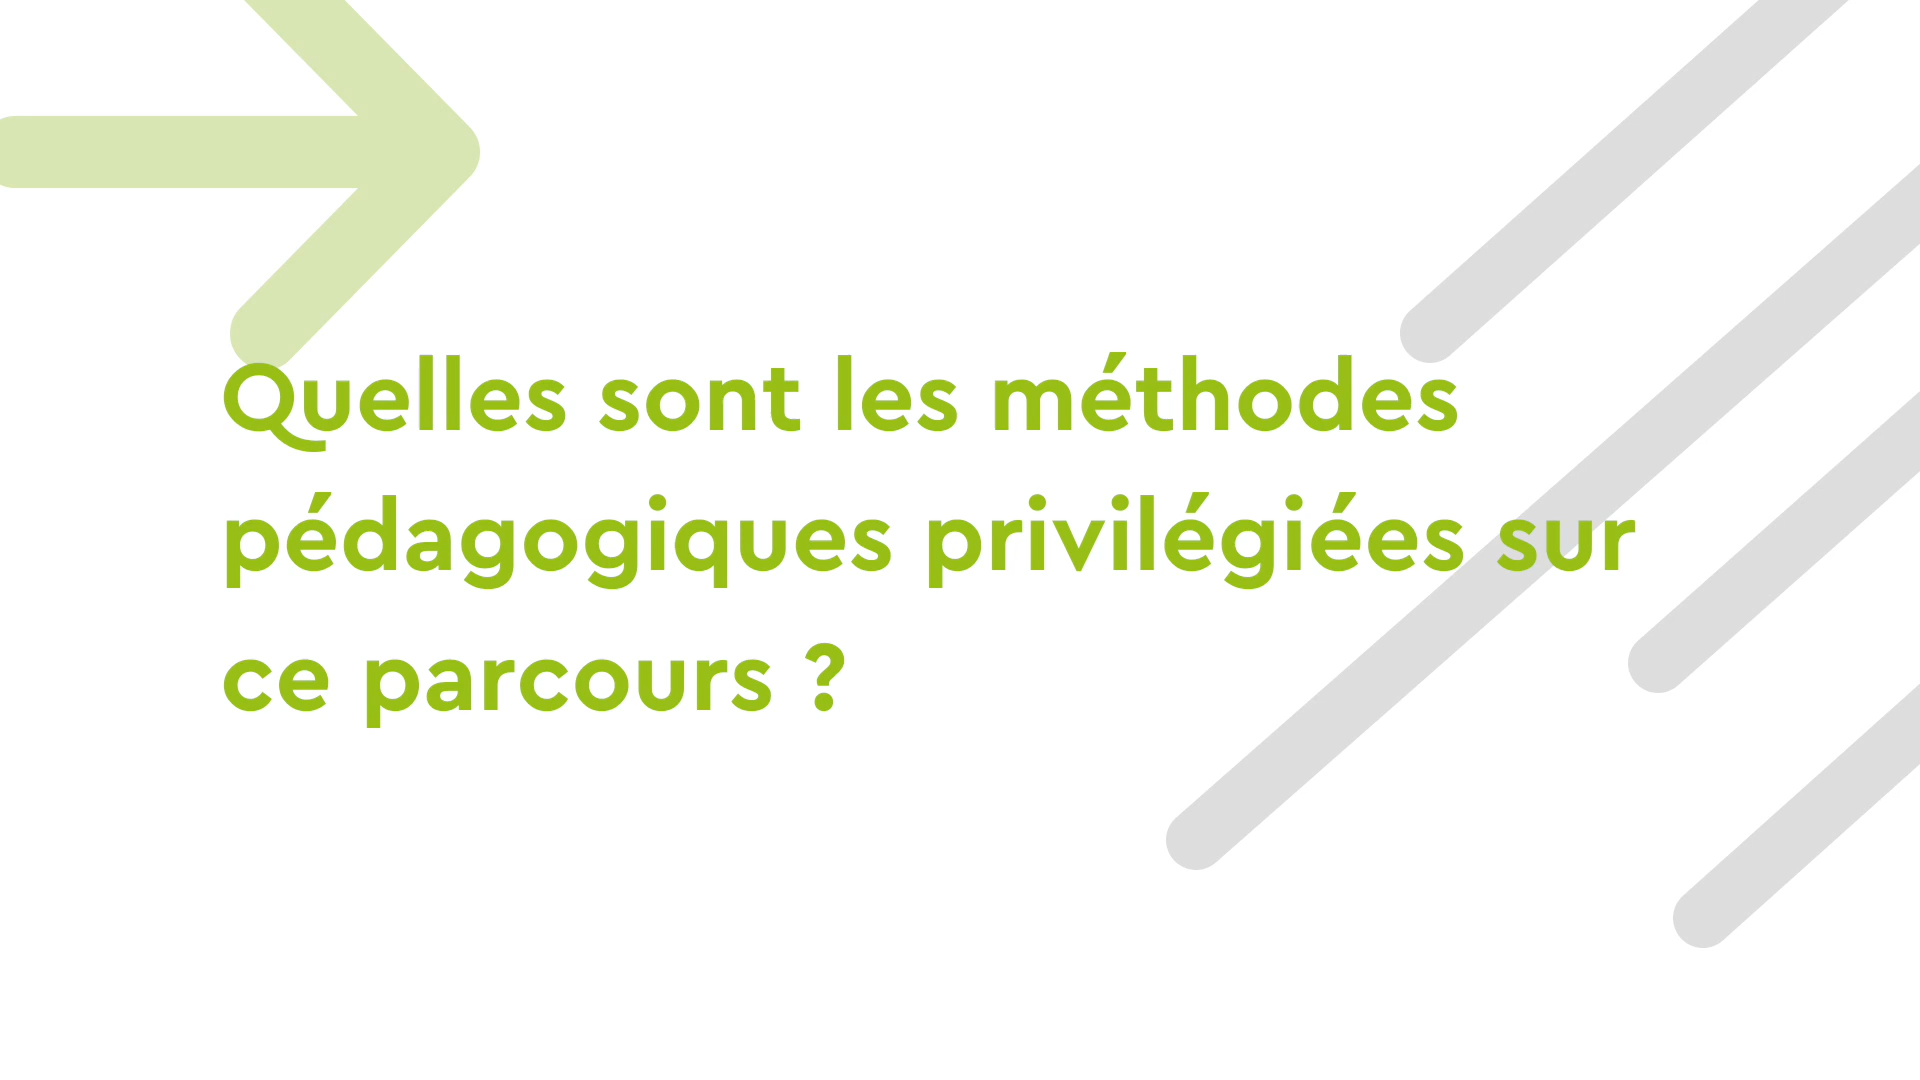 Quelles sont les méthodes
pédagogiques privilégiées sur
ce parcours ?